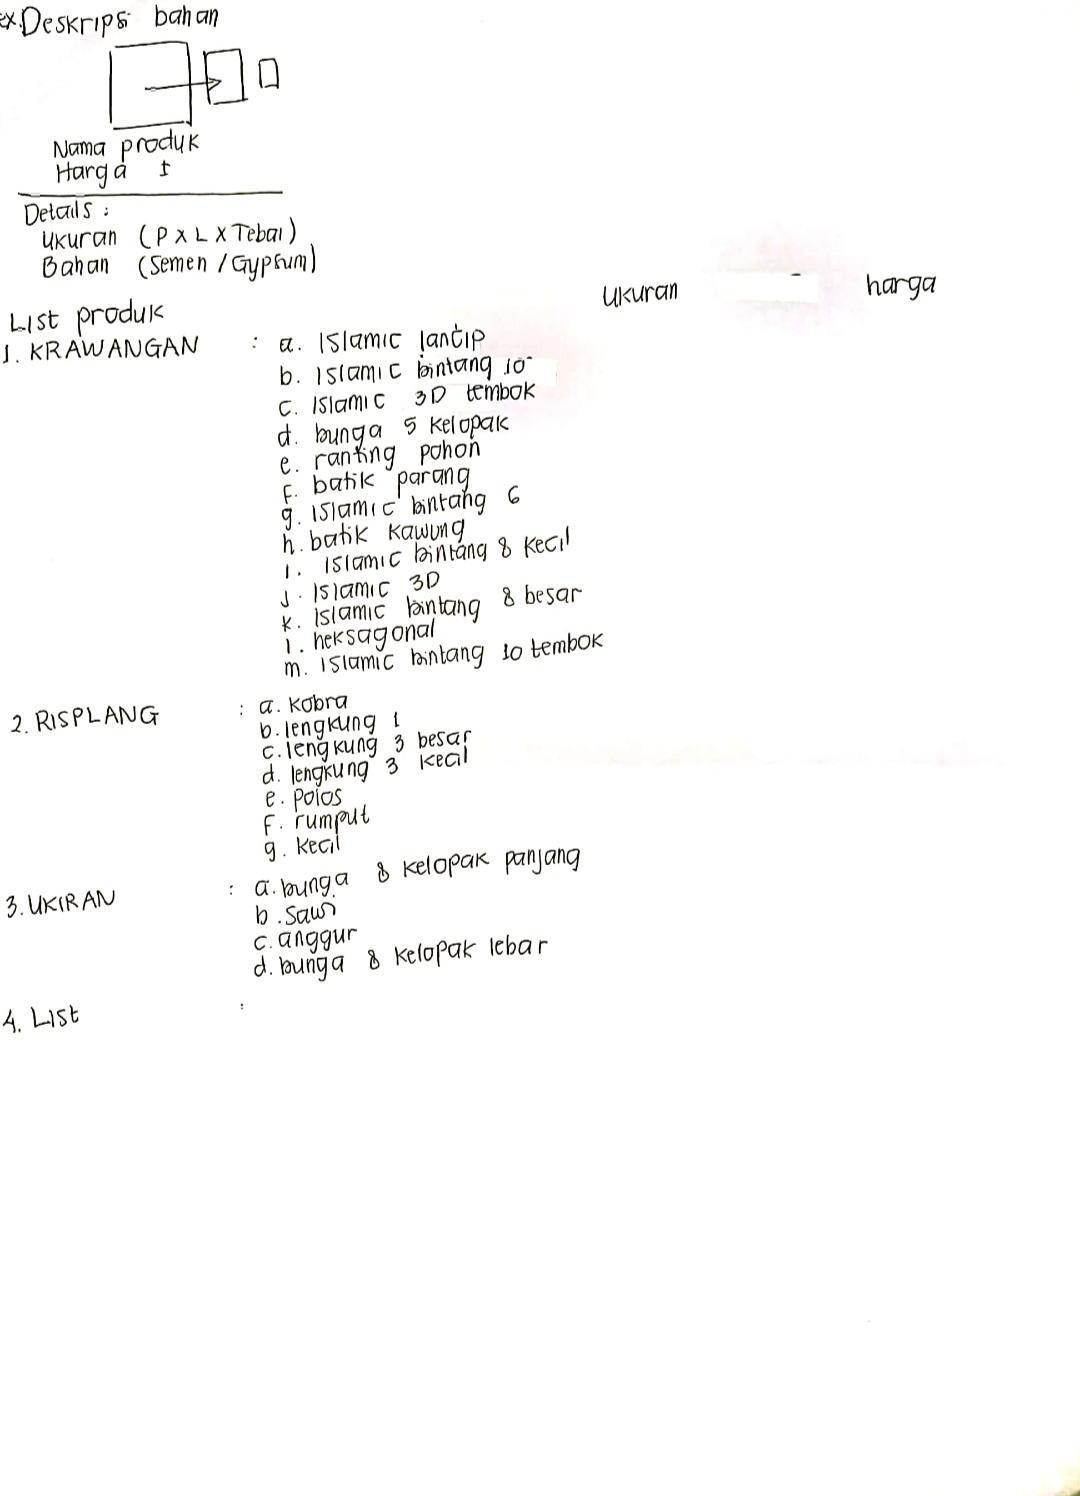 ex. Deskripsi bahan
Nama produk
Harga ±
Details :
Ukuran (P x L x Tebal)
Bahan (Semen / Gypsum)
ukuran harga
List produk
1. KRAWANGAN : a. Islamic lancip
b. Islamic bintang 10
c. Islamic 3D tembok
d. bunga 5 kelopak
e. ranting pohon
f. batik parang
g. Islamic bintang 6
h. batik kawung
i. Islamic bintang 8 kecil
j. Islamic 3D
k. Islamic bintang 8 besar
l. heksagonal
m. Islamic bintang 10 tembok
2. RISPLANG : a. kobra
b. lengkung 1
c. lengkung 3 besar
d. lengkung 3 kecil
e. polos
f. rumput
g. kecil
3. UKIRAN : a. bunga 8 kelopak panjang
b. sawi
c. anggur
d. bunga 8 kelopak lebar
4. List :